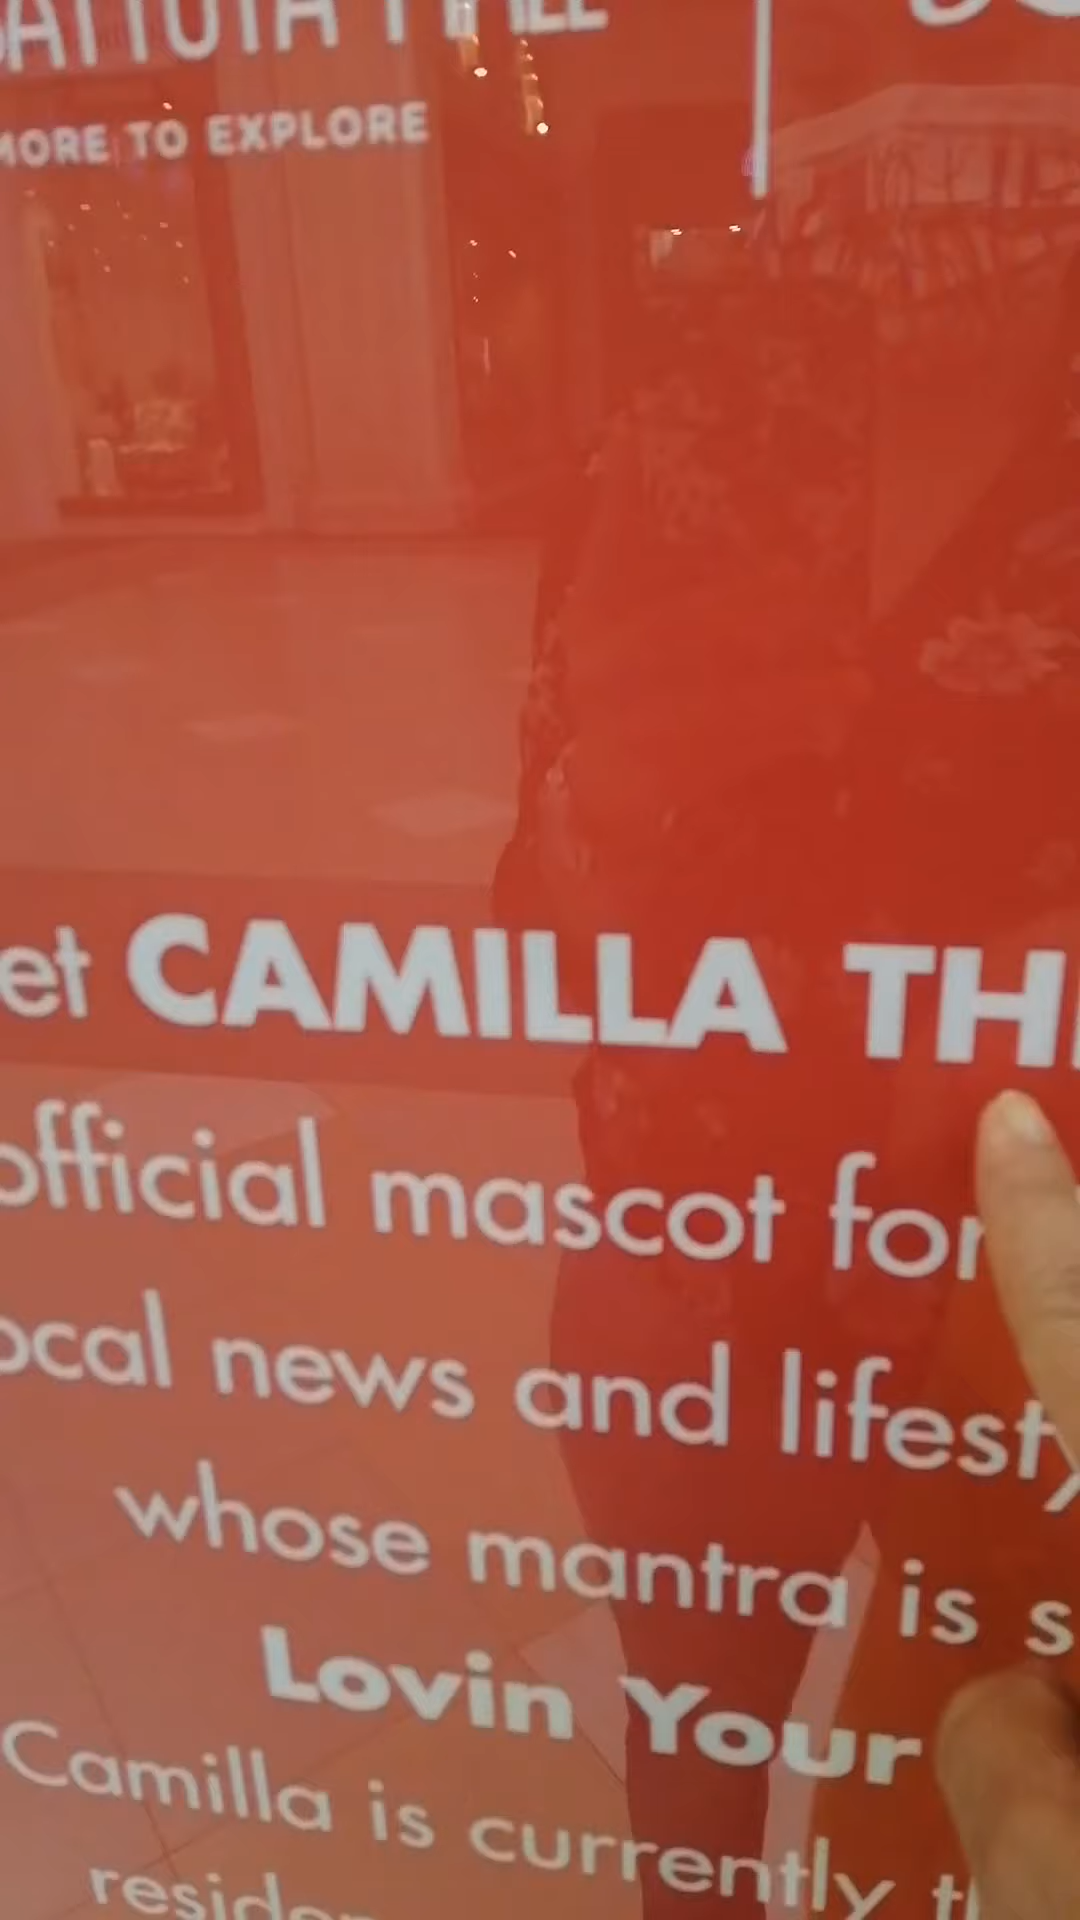 MORE TO EXPLORE
et CAMILLA TH
official mascot for
ocal news and lifesty
whose mantra is s
Lovin Your
Camilla is currently t